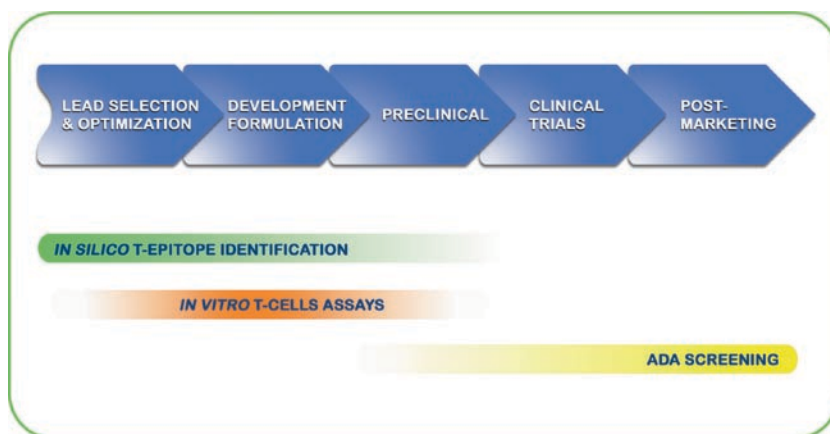 LEAD SELECTION
& OPTIMIZATION
DEVELOPMENT
FORMULATION
PRECLINICAL
CLINICAL
TRIALS
POST-
MARKETING
IN SILICO T-EPITOPE IDENTIFICATION
IN VITRO T-CELLS ASSAYS
ADA SCREENING